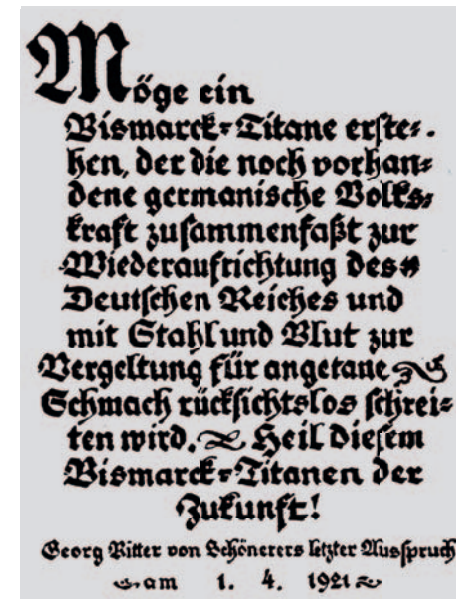 Möge ein
Bismarck-Titane erste-
hen, der die noch vorhan-
dene germanische Volks-
kraft zusammenfaßt zur
Wiederaufrichtung des
Deutschen Reiches und
mit Stahl und Blut zur
Vergeltung für angetane
Schmach rücksichtslos schrei-
ten wird. Heil diesem
Bismarck-Titanen der
Zukunft!
Georg Ritter von Schönerers letzter Ausspruch
am 1. 4. 1921